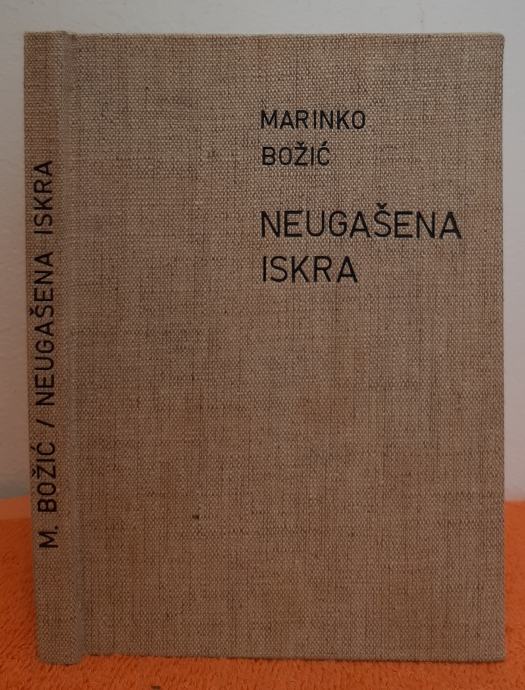 MARINKO
BOŽIĆ
NEUGAŠENA
ISKRA
M. BOŽIĆ / NEUGAŠENA ISKRA